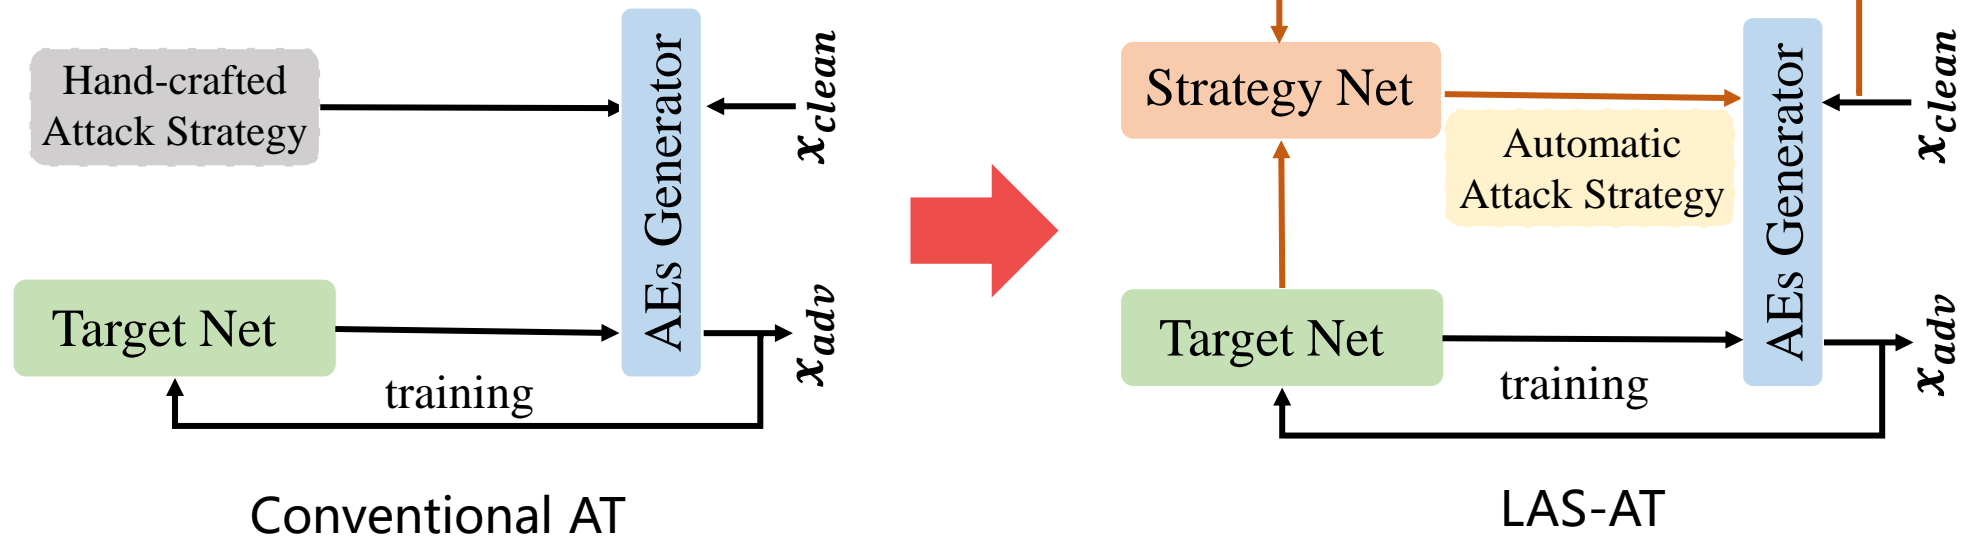 Hand-crafted
Attack Strategy
AEs Generator
x_clean
Target Net
training
x_adv
Conventional AT
Strategy Net
Automatic
Attack Strategy
AEs Generator
x_clean
Target Net
training
x_adv
LAS-AT